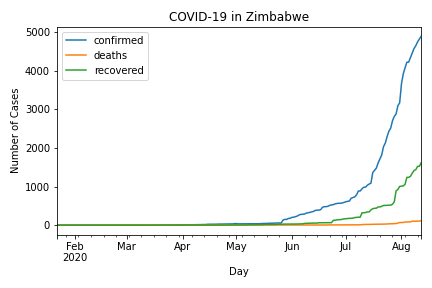 COVID-19 in Zimbabwe
confirmed
deaths
recovered
Number of Cases
5000
4000
3000
2000
1000
0
Feb Mar Apr May Jun Jul Aug
2020
Day